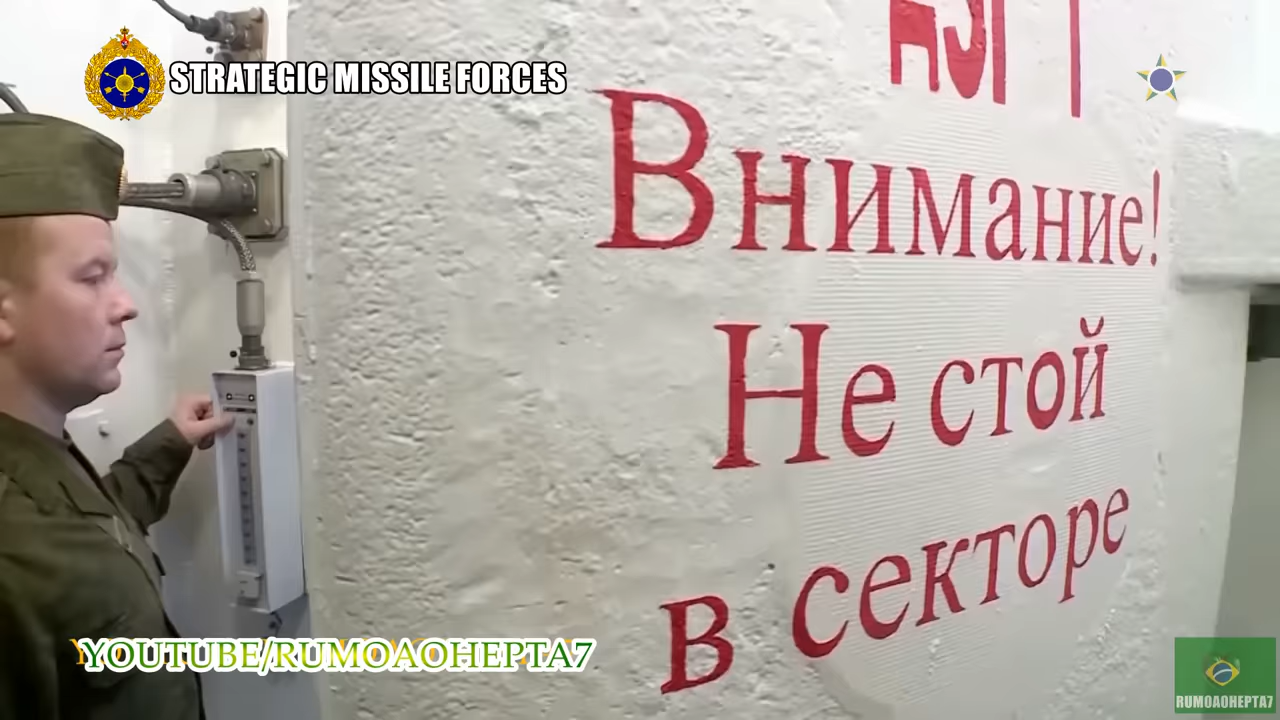 STRATEGIC MISSILE FORCES
Внимание!
Не стой
в секторе
YOUTUBE/RUMOAOHEPTA7
RUMOAOHEPTA7